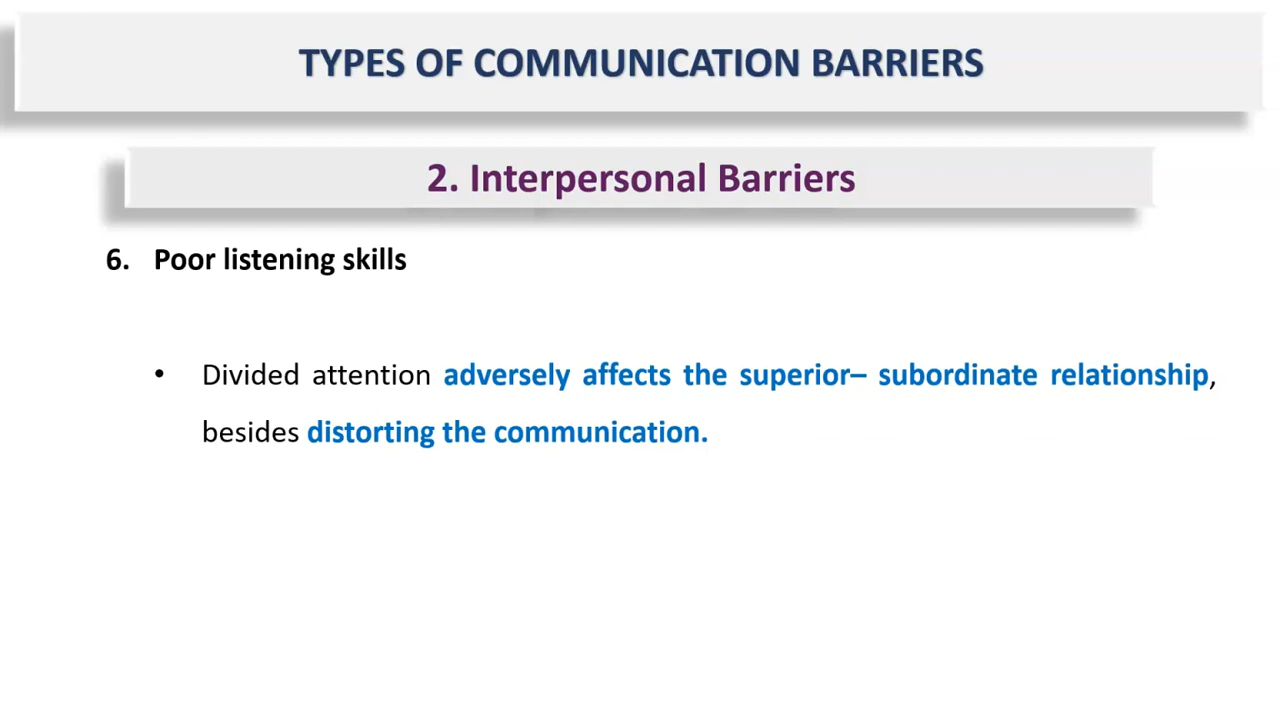 TYPES OF COMMUNICATION BARRIERS
2. Interpersonal Barriers
6. Poor listening skills
• Divided attention adversely affects the superior– subordinate relationship,
besides distorting the communication.